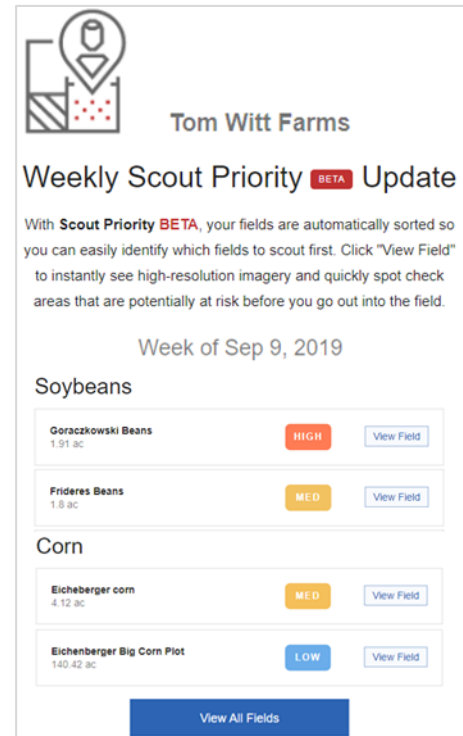 Tom Witt Farms
Weekly Scout Priority BETA Update
With Scout Priority BETA, your fields are automatically sorted so
you can easily identify which fields to scout first. Click "View Field"
to instantly see high-resolution imagery and quickly spot check
areas that are potentially at risk before you go out into the field.
Week of Sep 9, 2019
Soybeans
Goraczkowski Beans
1.91 ac
HIGH
View Field
Frideres Beans
1.8 ac
MED
View Field
Corn
Eicheberger corn
4.12 ac
MED
View Field
Eichenberger Big Corn Plot
140.42 ac
LOW
View Field
View All Fields